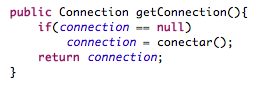 public Connection getConnection(){
    if(connection == null)
        connection = conectar();
    return connection;
}